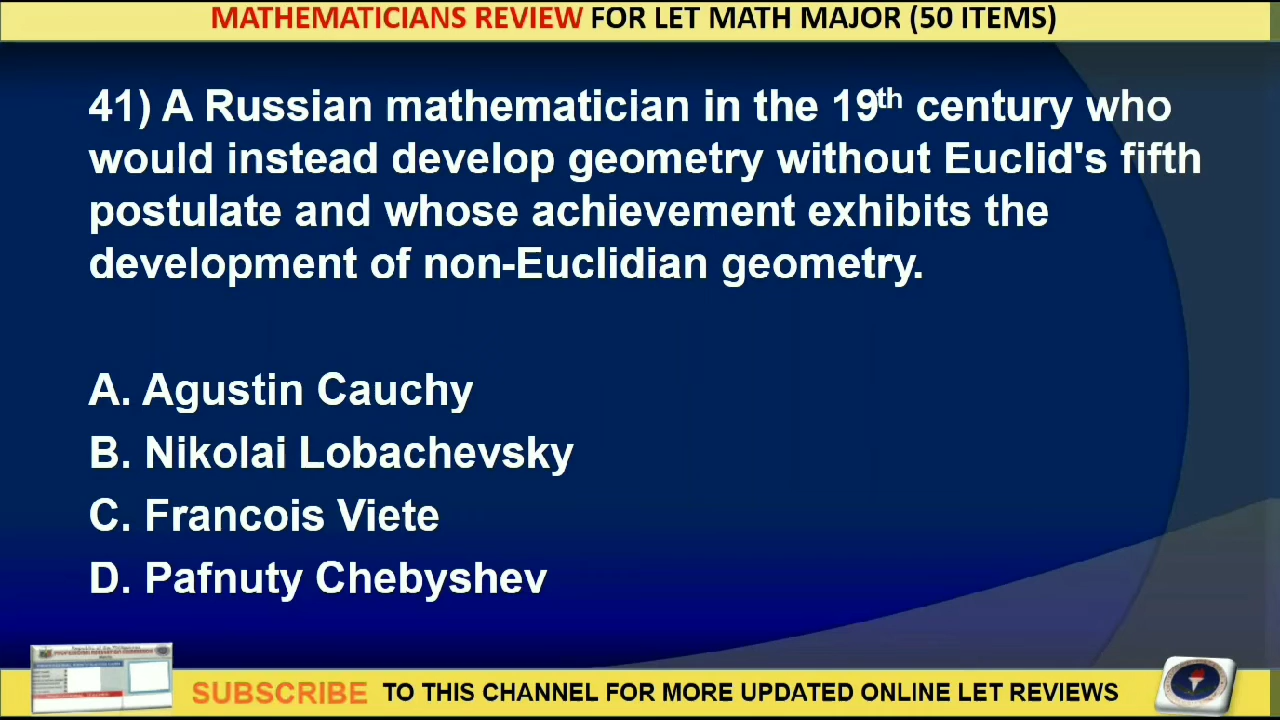 MATHEMATICIANS REVIEW FOR LET MATH MAJOR (50 ITEMS)
41) A Russian mathematician in the 19th century who
would instead develop geometry without Euclid's fifth
postulate and whose achievement exhibits the
development of non-Euclidian geometry.
A. Agustin Cauchy
B. Nikolai Lobachevsky
C. Francois Viete
D. Pafnuty Chebyshev
SUBSCRIBE TO THIS CHANNEL FOR MORE UPDATED ONLINE LET REVIEWS